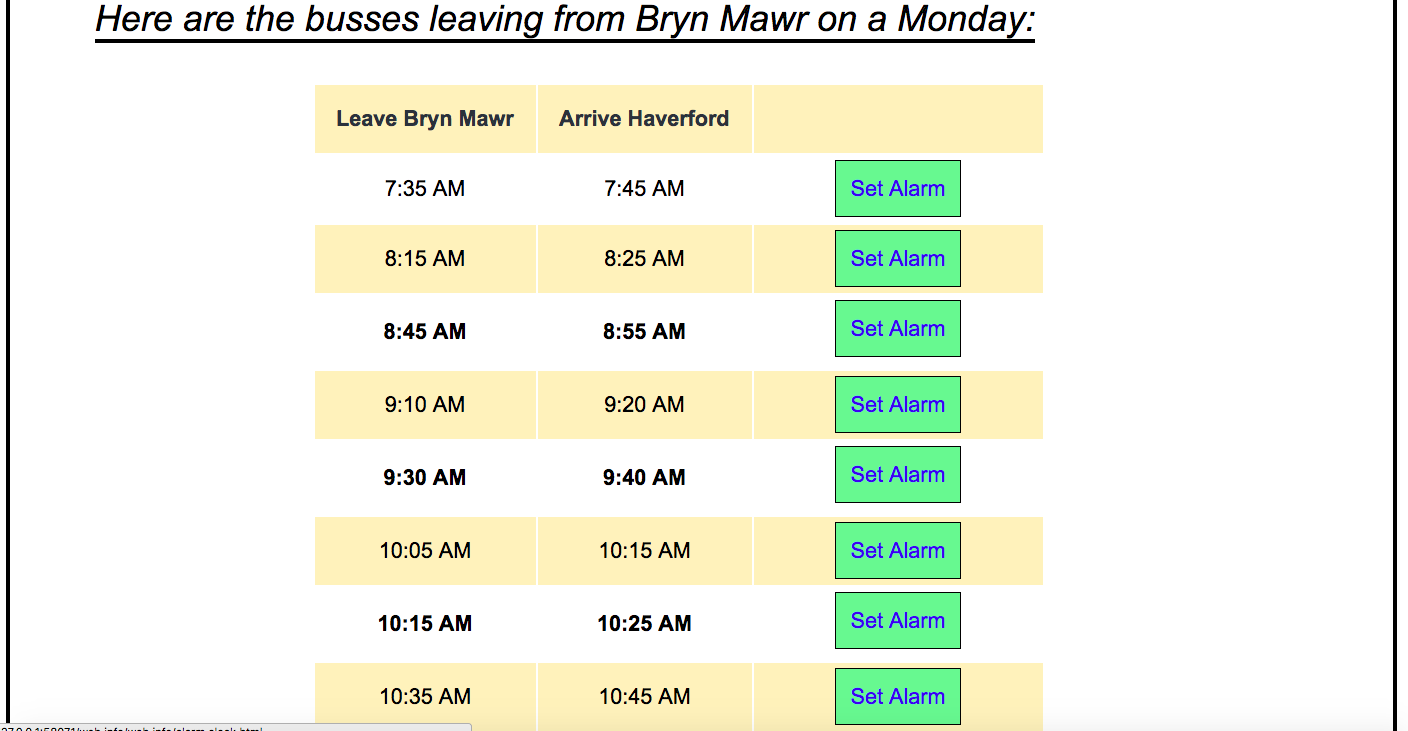 Here are the busses leaving from Bryn Mawr on a Monday:
Leave Bryn Mawr Arrive Haverford
7:35 AM 7:45 AM Set Alarm
8:15 AM 8:25 AM Set Alarm
8:45 AM 8:55 AM Set Alarm
9:10 AM 9:20 AM Set Alarm
9:30 AM 9:40 AM Set Alarm
10:05 AM 10:15 AM Set Alarm
10:15 AM 10:25 AM Set Alarm
10:35 AM 10:45 AM Set Alarm